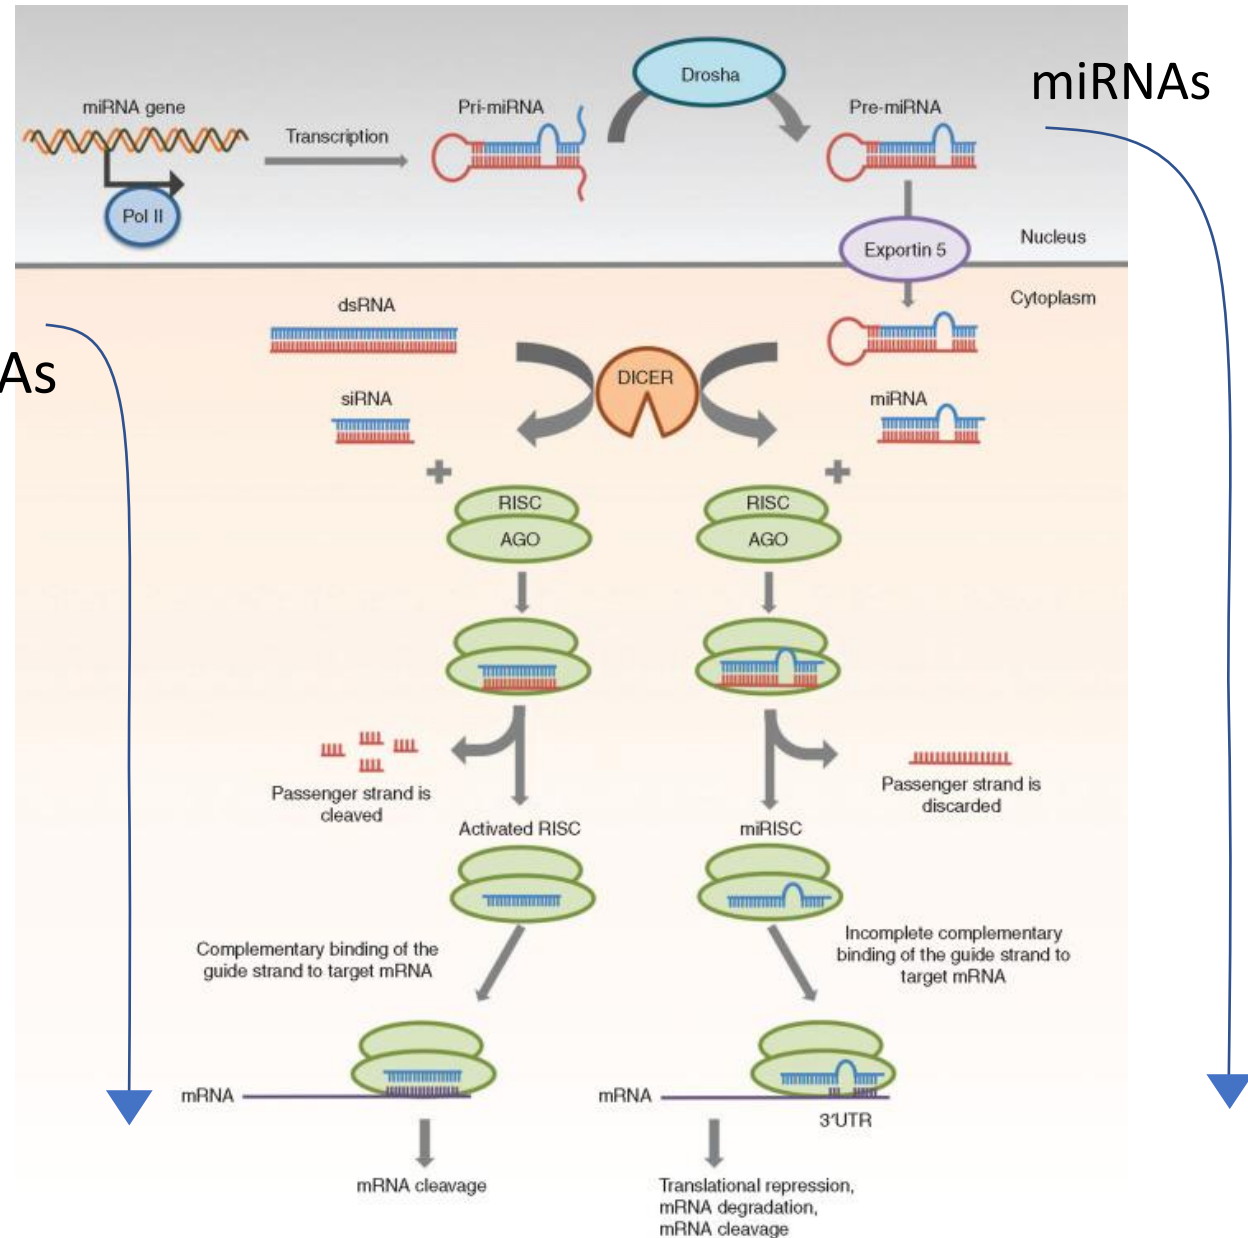 miRNAs
miRNA gene
Transcription
Pol II
Pri-miRNA
Drosha
Pre-miRNA
Exportin 5
Nucleus
Cytoplasm
dsRNA
As
DICER
siRNA
miRNA
RISC
AGO
RISC
AGO
Passenger strand is
cleaved
Passenger strand is
discarded
Activated RISC
miRISC
Complementary binding of the
guide strand to target mRNA
Incomplete complementary
binding of the guide strand to
target mRNA
mRNA
mRNA
3'UTR
mRNA cleavage
Translational repression,
mRNA degradation,
mRNA cleavage